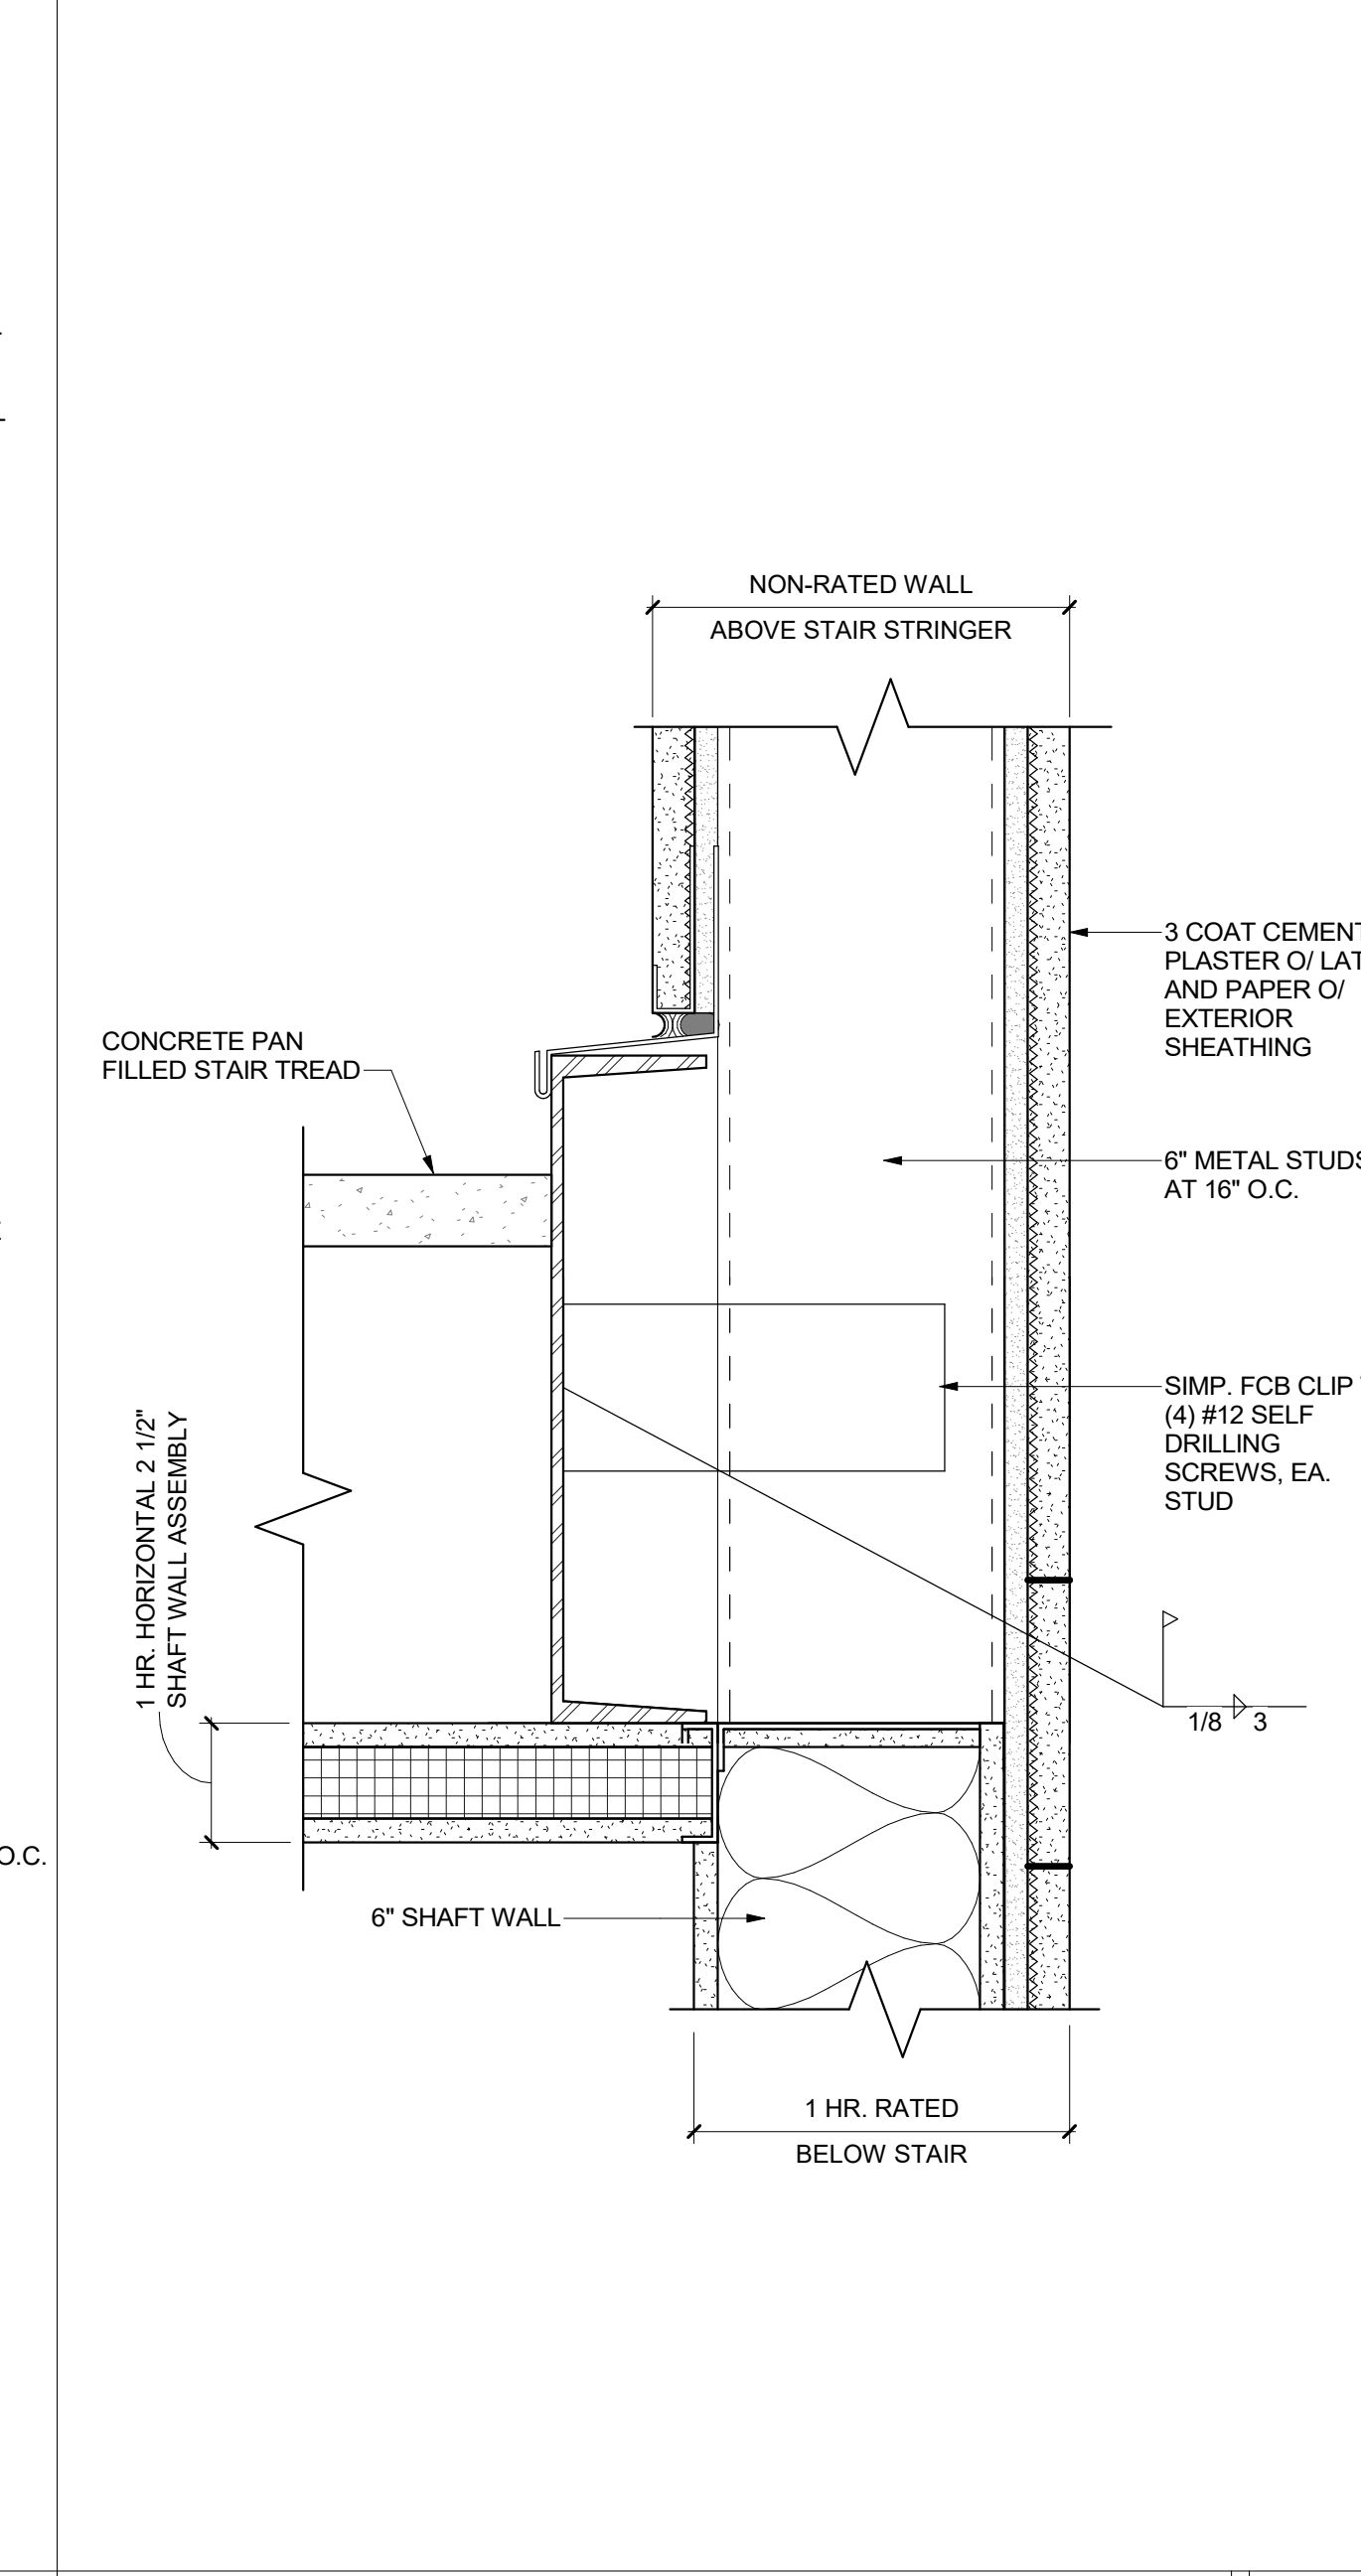 NON-RATED WALL
ABOVE STAIR STRINGER
3 COAT CEMENT
PLASTER O/ LAT
AND PAPER O/
EXTERIOR
SHEATHING
CONCRETE PAN
FILLED STAIR TREAD
6" METAL STUDS
AT 16" O.C.
SIMP. FCB CLIP
(4) #12 SELF
DRILLING
SCREWS, EA.
STUD
1 HR. HORIZONTAL 2 1/2"
SHAFT WALL ASSEMBLY
1/8 3
O.C.
6" SHAFT WALL
1 HR. RATED
BELOW STAIR